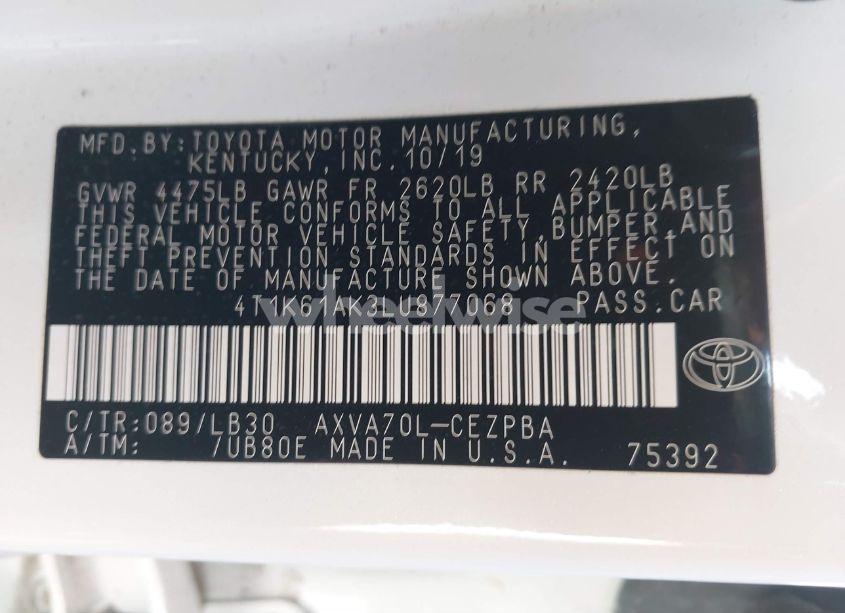 MFD.BY:TOYOTA MOTOR MANUFACTURING,
KENTUCKY,INC.10/19
GVWR 4475LB GAWR FR 2620LB RR 2420LB
THIS VEHICLE CONFORMS TO ALL APPLICABLE
FEDERAL MOTOR VEHICLE SAFETY,BUMPER,AND
THEFT PREVENTION STANDARDS IN EFFECT ON
THE DATE OF MANUFACTURE SHOWN ABOVE.
4T1K61AK3LU877068 PASS.CAR
wheelwise
C/TR:089/LB30 AXVA70L-CEZPBA
A/TM: 7UB80E MADE IN U.S.A. 75392